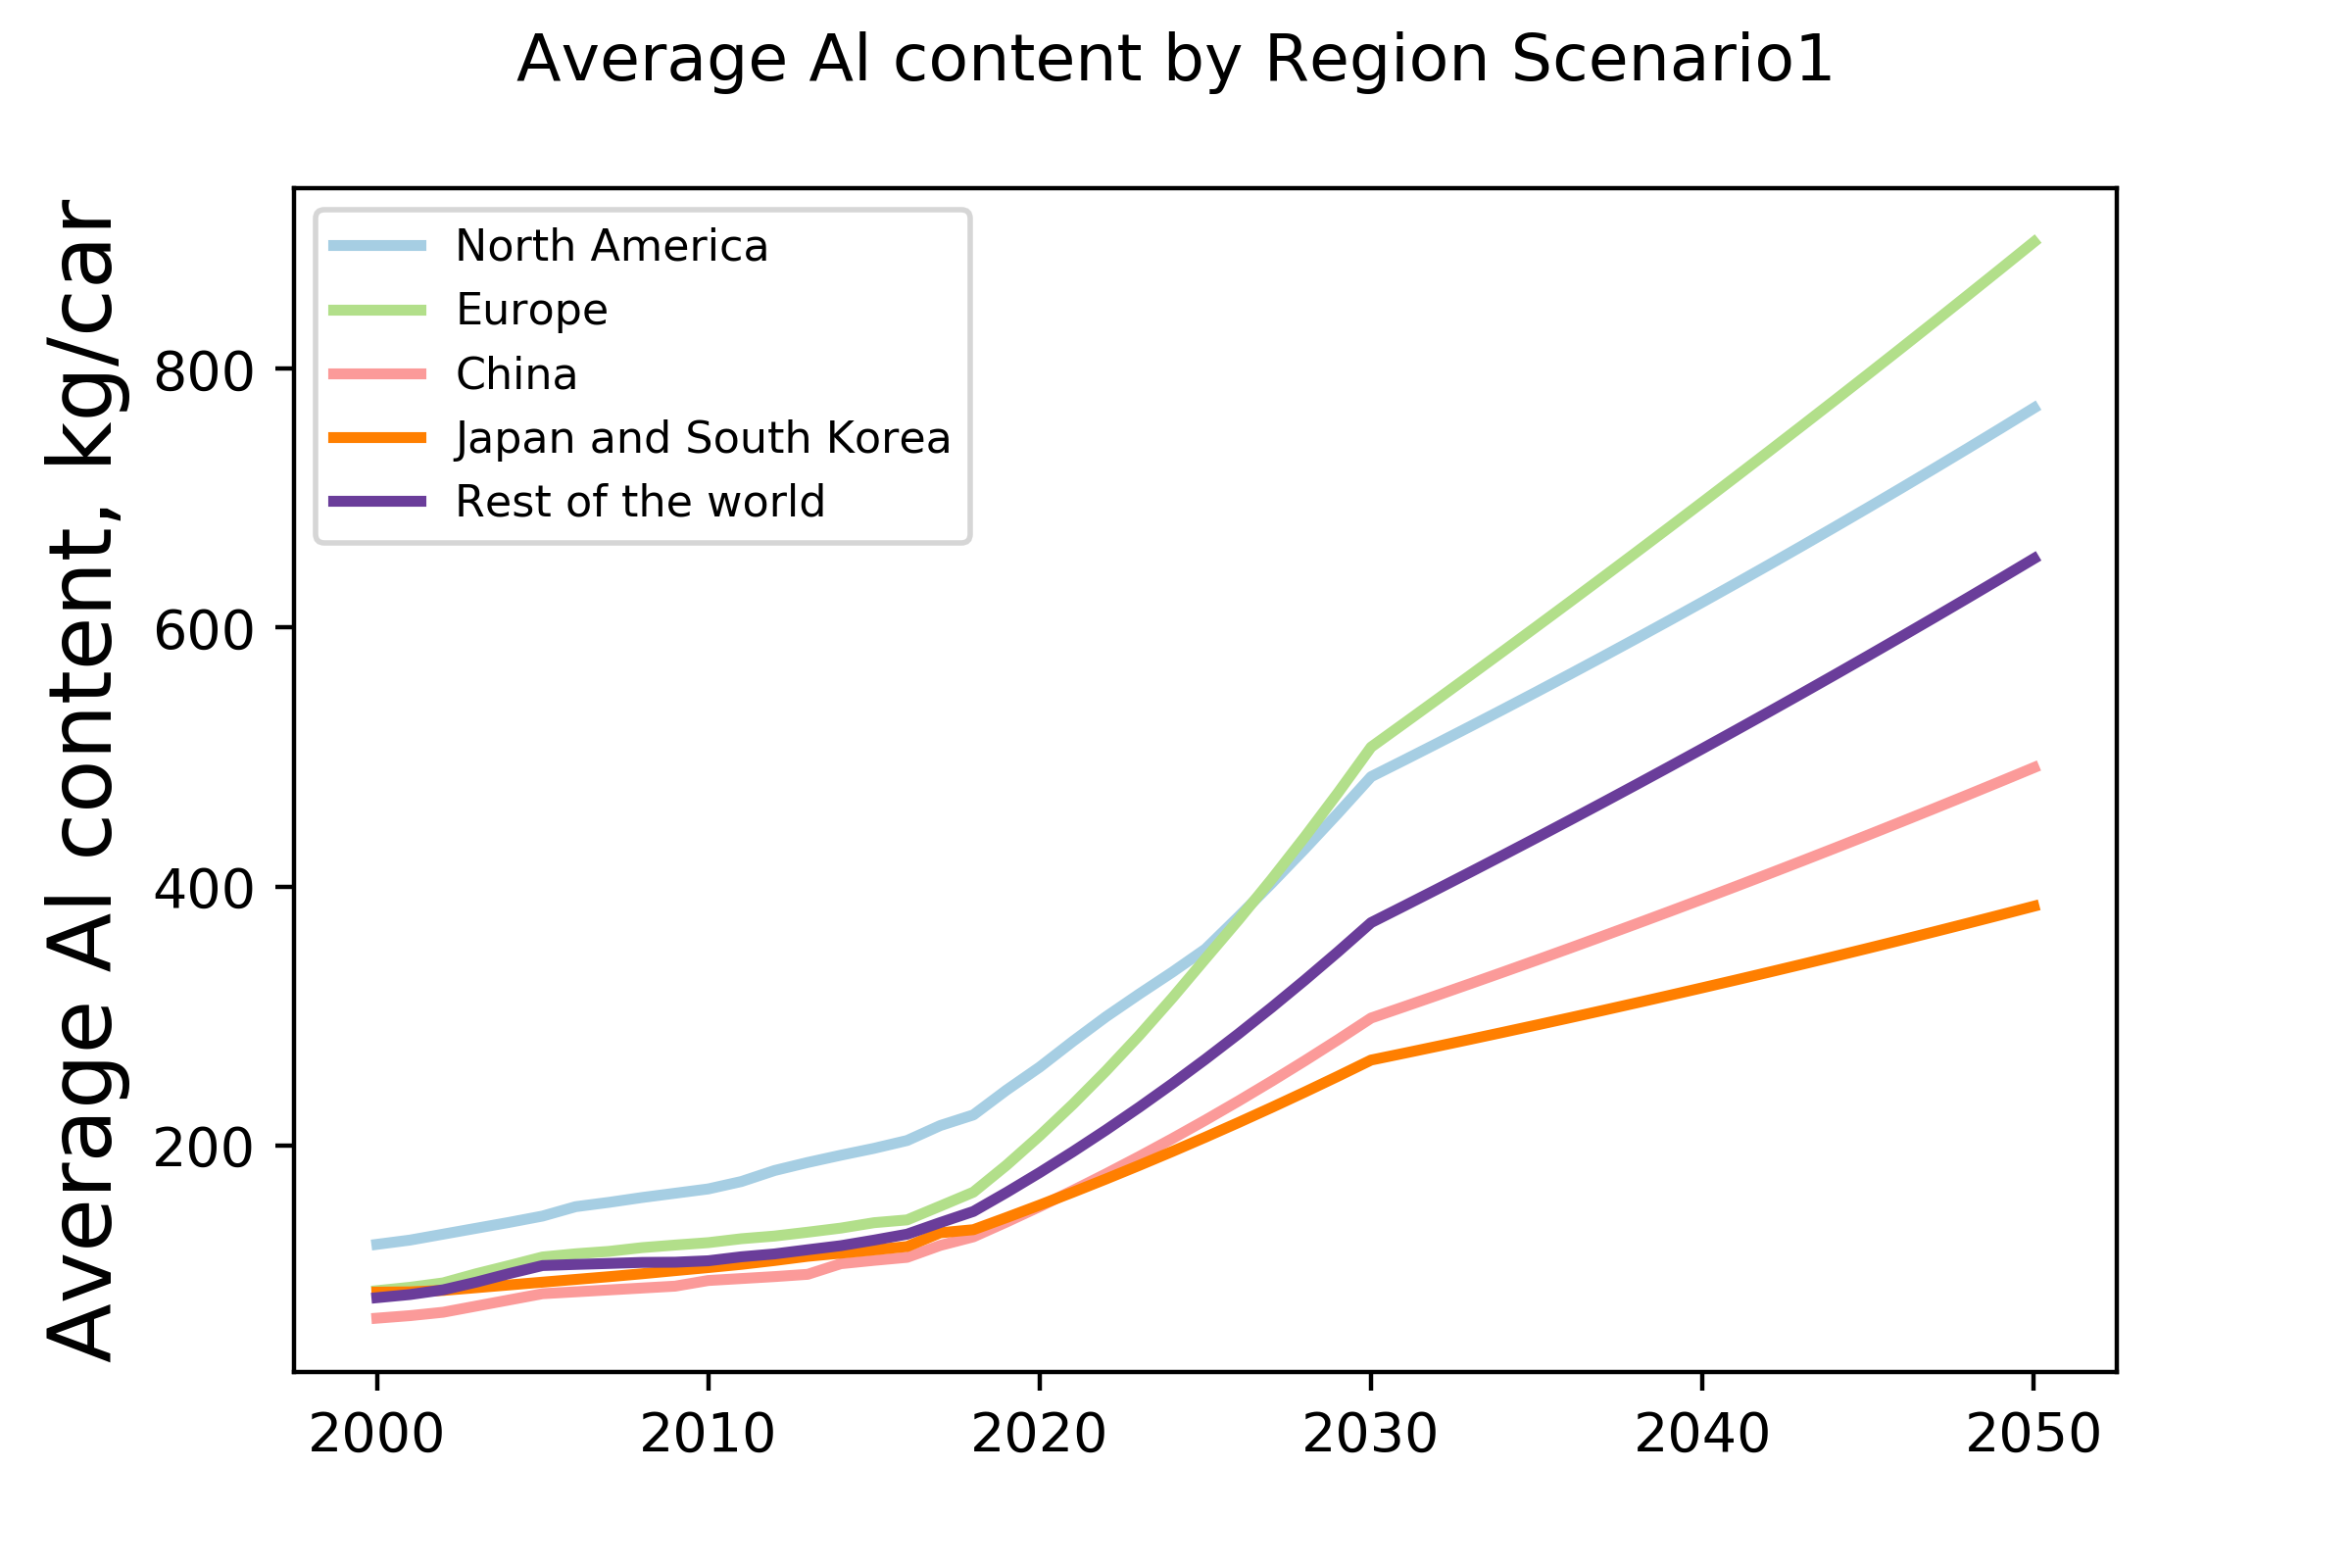 Average Al content by Region Scenario1
Average Al content, kg/car
North America
Europe
China
Japan and South Korea
Rest of the world
800
600
400
200
2000 2010 2020 2030 2040 2050